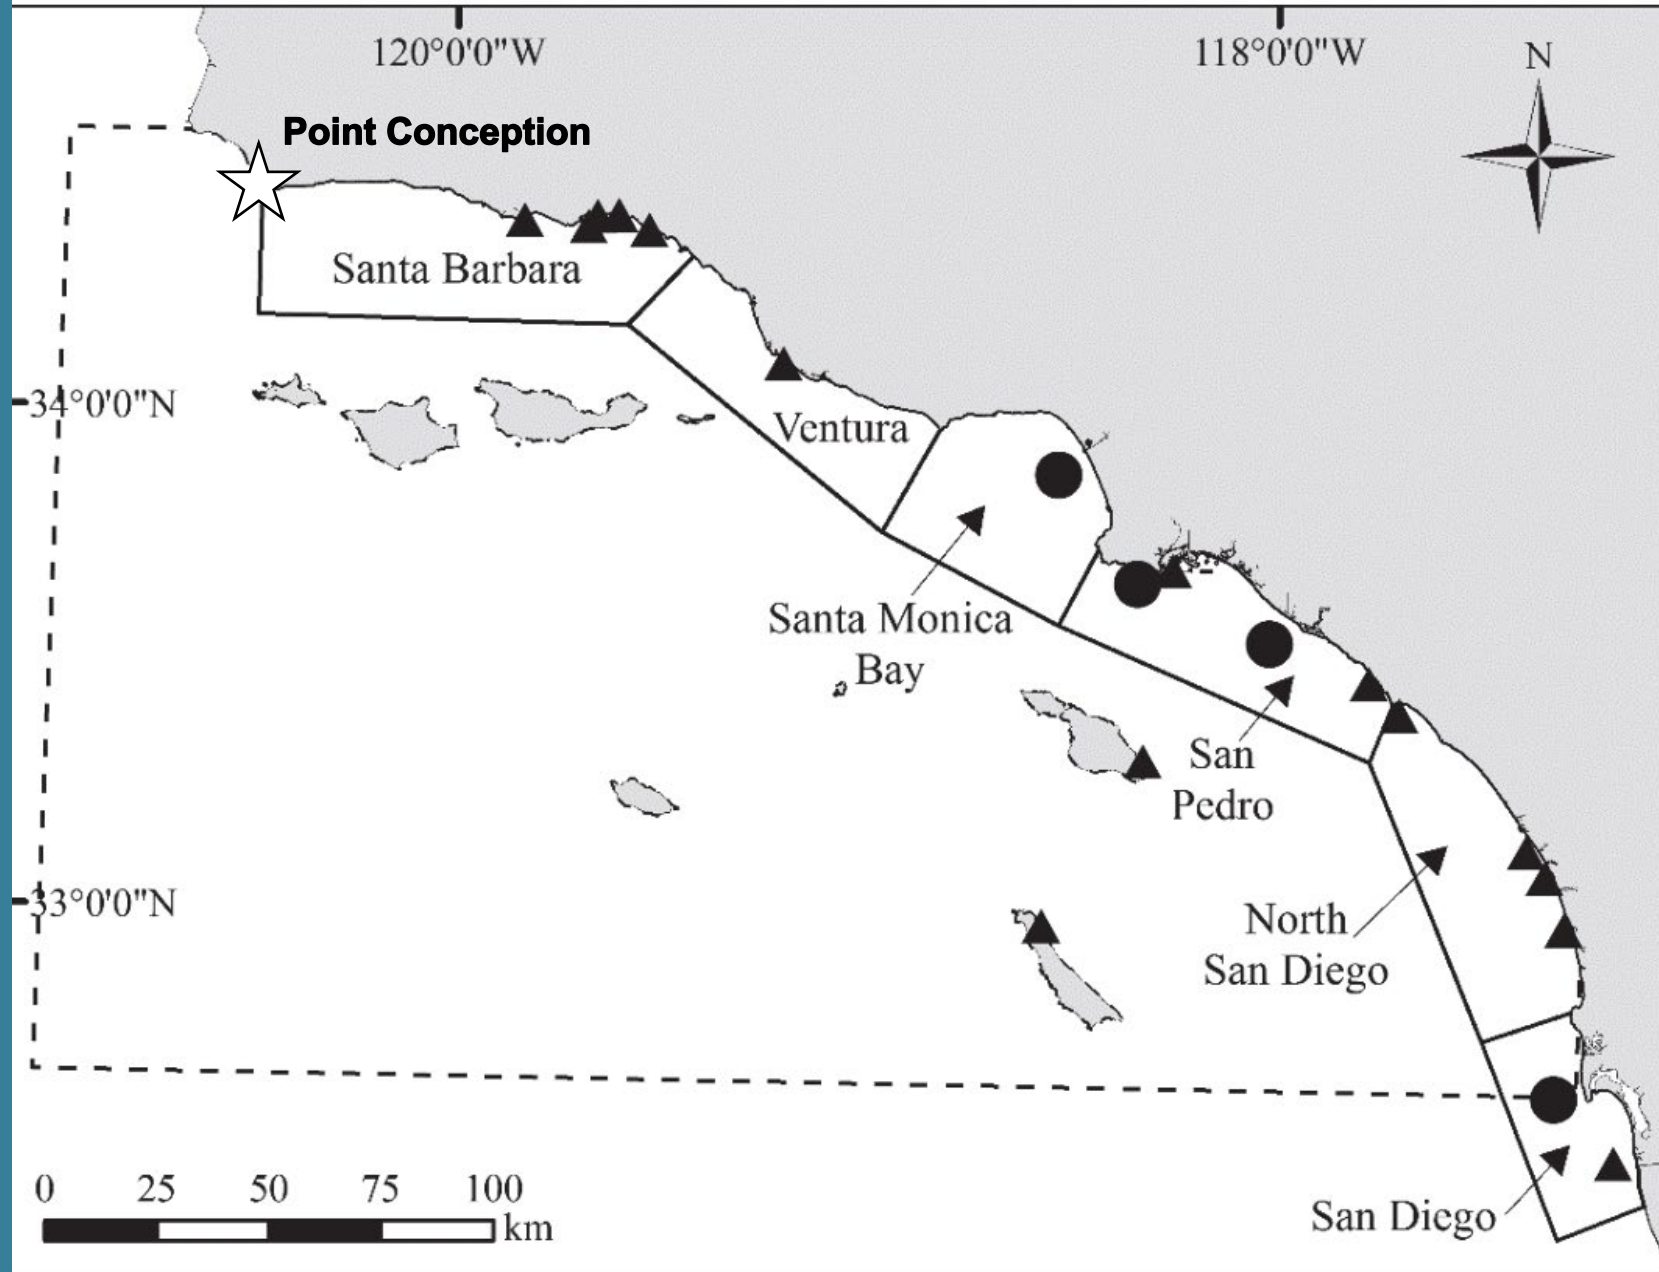 120°0'0"W
118°0'0"W
N
Point Conception
Santa Barbara
34°0'0"N
Ventura
Santa Monica
Bay
San
Pedro
33°0'0"N
North
San Diego
0 25 50 75 100
km
San Diego